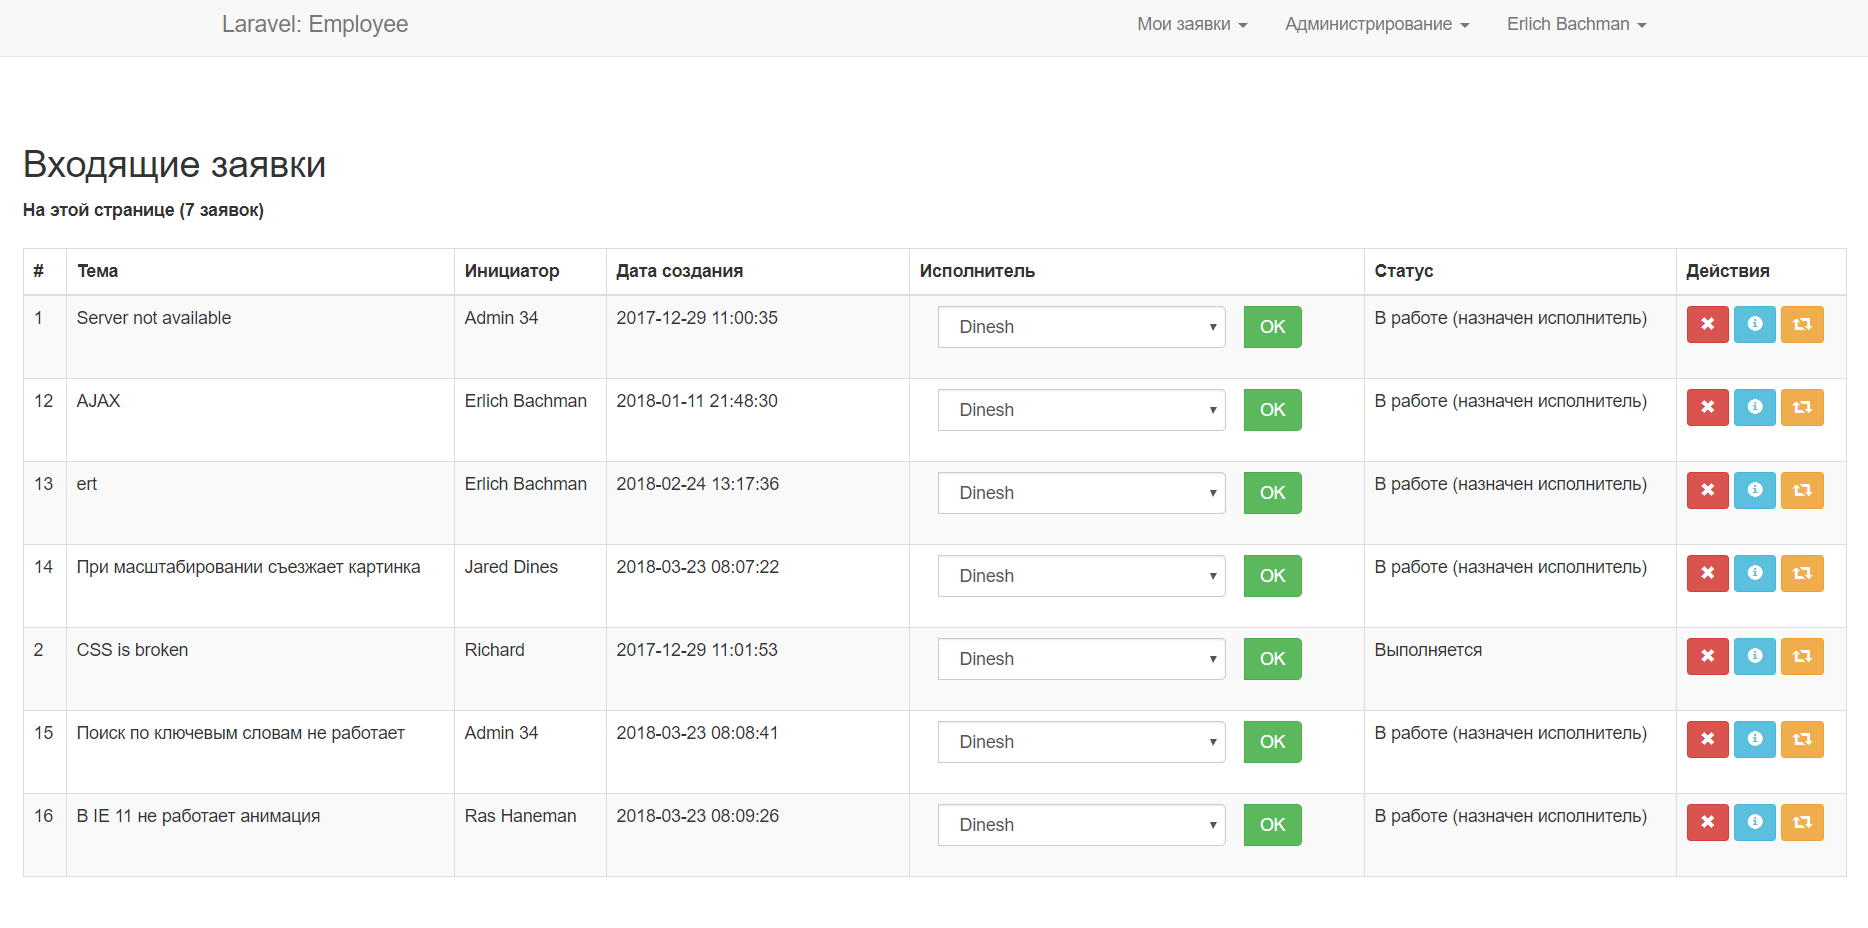 Laravel: Employee Мои заявки Администрирование Erlich Bachman
Входящие заявки
На этой странице (7 заявок)
# Тема Инициатор Дата создания Исполнитель Статус Действия
1 Server not available Admin 34 2017-12-29 11:00:35 Dinesh OK В работе (назначен исполнитель)
12 AJAX Erlich Bachman 2018-01-11 21:48:30 Dinesh OK В работе (назначен исполнитель)
13 ert Erlich Bachman 2018-02-24 13:17:36 Dinesh OK В работе (назначен исполнитель)
14 При масштабировании съезжает картинка Jared Dines 2018-03-23 08:07:22 Dinesh OK В работе (назначен исполнитель)
2 CSS is broken Richard 2017-12-29 11:01:53 Dinesh OK Выполняется
15 Поиск по ключевым словам не работает Admin 34 2018-03-23 08:08:41 Dinesh OK В работе (назначен исполнитель)
16 В IE 11 не работает анимация Ras Haneman 2018-03-23 08:09:26 Dinesh OK В работе (назначен исполнитель)